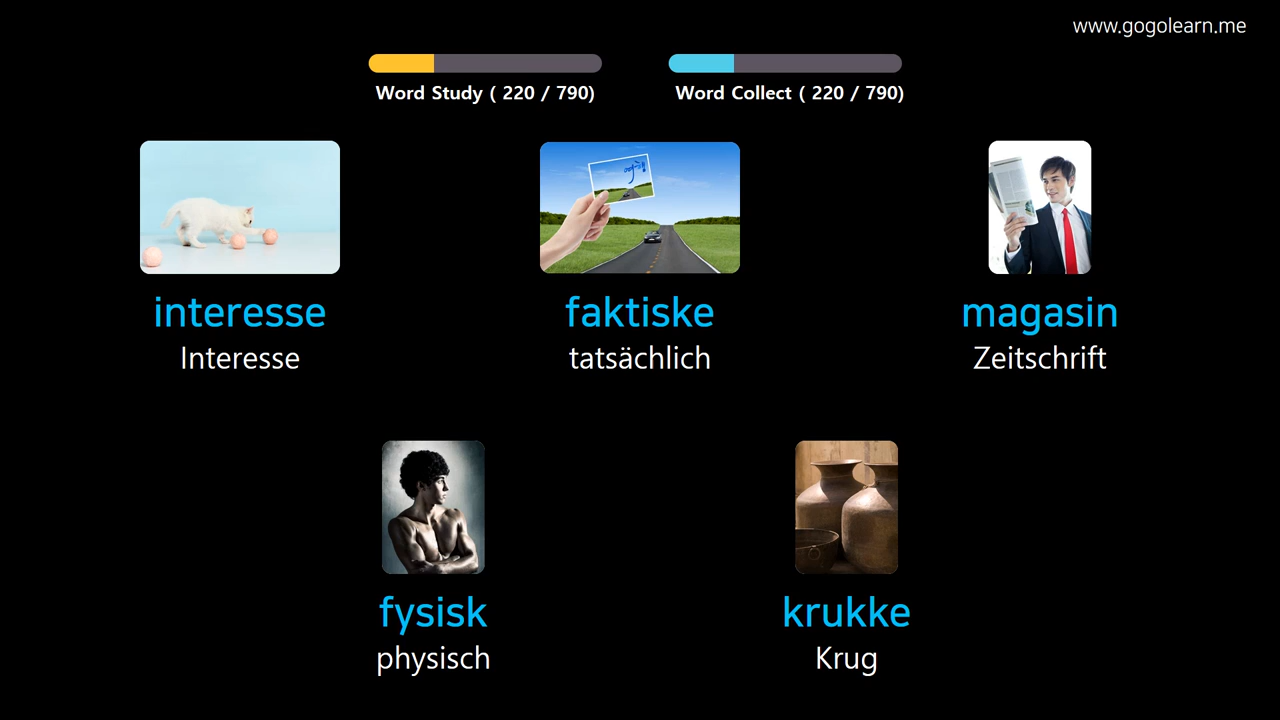 www.gogolearn.me
Word Study ( 220 / 790)
Word Collect ( 220 / 790)
interesse
Interesse
faktiske
tatsächlich
magasin
Zeitschrift
fysisk
physisch
krukke
Krug